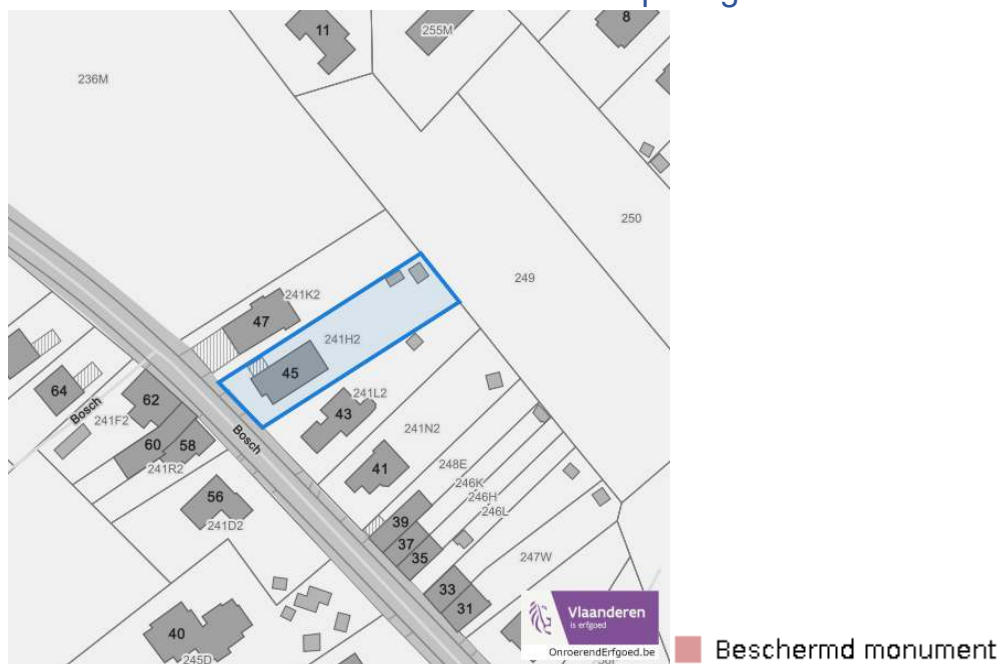 11
255M
8
236M
250
249
241K2
47
241H2
45
64
62
Bosch
241F2
241L2
43
Bosch
60
58
241N2
241R2
41
248E
56
246K
246H
241D2
246L
39
37
35
247W
33
31
40
245D
Vlaanderen
is erfgoed
OnroerendErfgoed.be
Beschermd monument